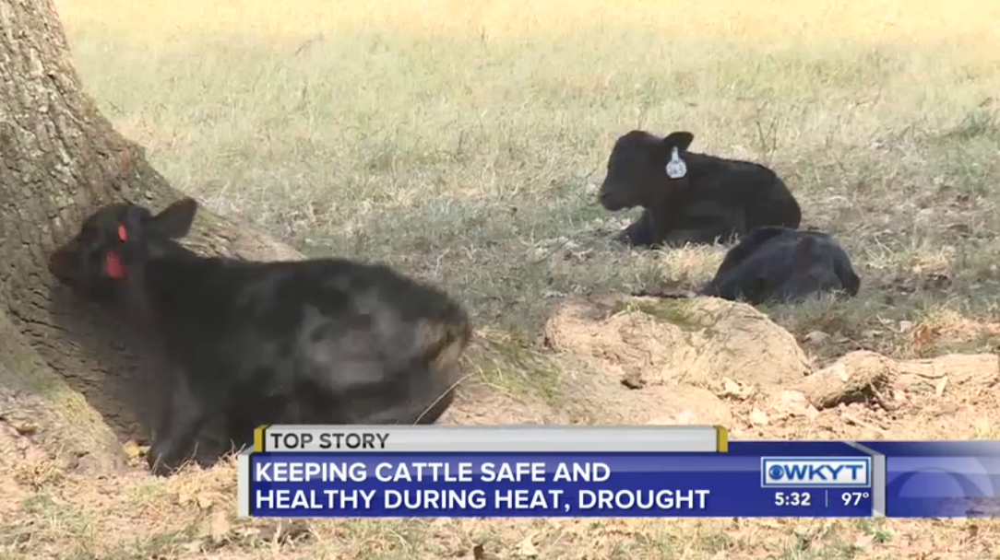 TOP STORY
KEEPING CATTLE SAFE AND
HEALTHY DURING HEAT, DROUGHT
WKYT
5:32 97°